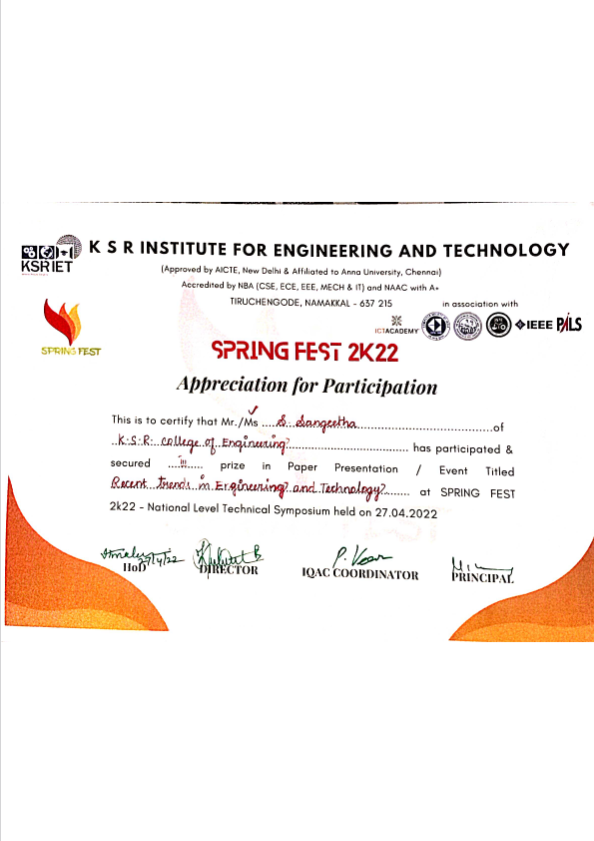 KSRIET
K S R INSTITUTE FOR ENGINEERING AND TECHNOLOGY
(Approved by AICTE, New Delhi & Affiliated to Anna University, Chennai)
Accredited by NBA (CSE, ECE, EEE, MECH & IT) and NAAC with A+
TIRUCHENGODE, NAMAKKAL - 637 215
in association with
ICTACADEMY IEEE PALS
SPRING FEST
SPRING FEST 2K22
Appreciation for Participation
This is to certify that Mr./Ms ....S. Sangeetha..............................of
K.S.R. College of Engineering.............................. has participated &
secured ....III..... prize in Paper Presentation / Event Titled
Recent trends in Engineering and Technology....... at SPRING FEST
2k22 - National Level Technical Symposium held on 27.04.2022
27/4/22
HoD DIRECTOR IQAC COORDINATOR PRINCIPAL